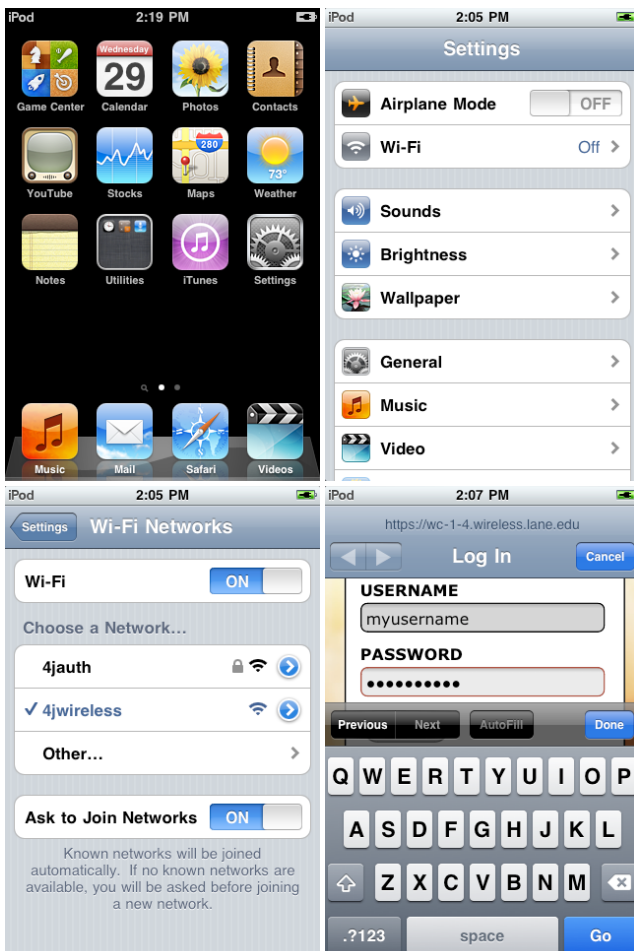 iPod 2:19 PM
Wednesday
29
280
73°
Game Center Calendar Photos Contacts
YouTube Stocks Maps Weather
Notes Utilities iTunes Settings
Music Mail Safari Videos
iPod 2:05 PM
Settings
Airplane Mode OFF
Wi-Fi Off
Sounds
Brightness
Wallpaper
General
Music
Video
iPod 2:05 PM
Settings Wi-Fi Networks
Wi-Fi ON
Choose a Network...
4jauth
4jwireless
Other...
Ask to Join Networks ON
Known networks will be joined
automatically. If no known networks are
available, you will be asked before joining
a new network.
iPod 2:07 PM
https://wc-1-4.wireless.lane.edu
Log In Cancel
USERNAME
myusername
PASSWORD
••••••••••
Previous Next AutoFill Done
Q W E R T Y U I O P
A S D F G H J K L
Z X C V B N M
.?123 space Go